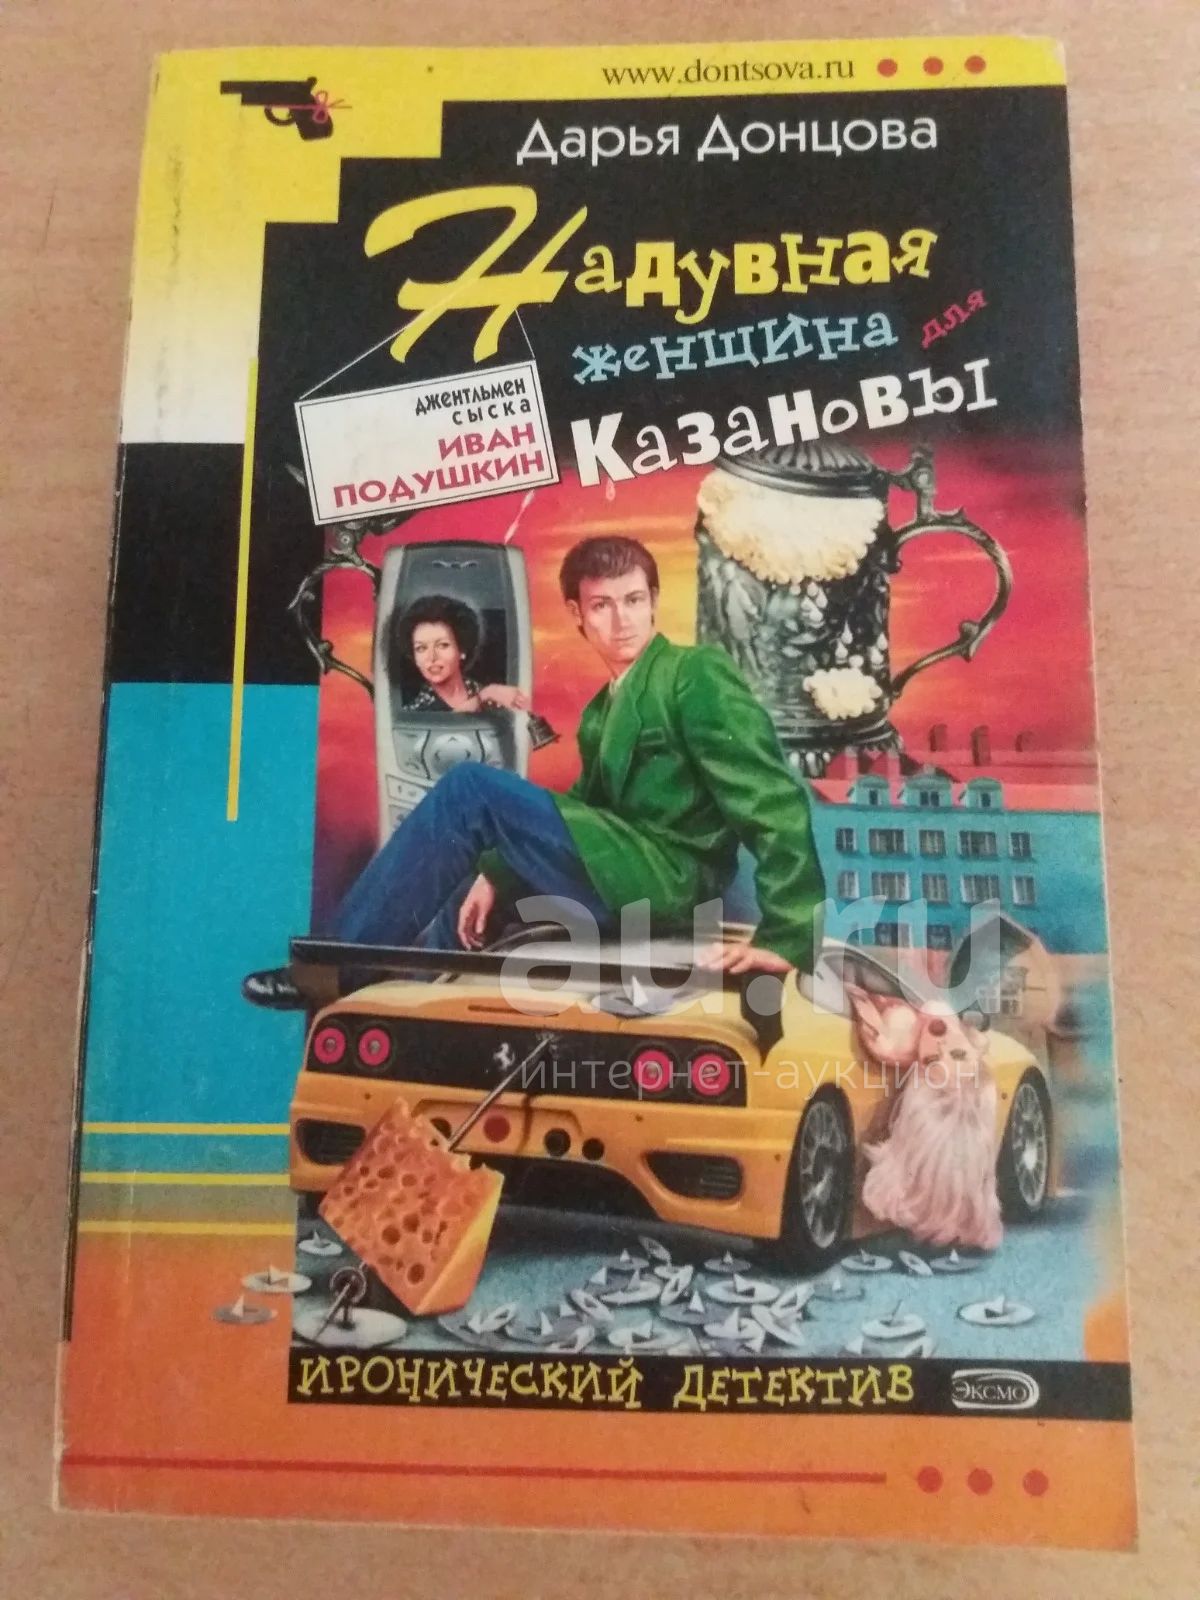 www.dontsova.ru
Дарья Донцова
Надувная
женщина для
Казановы
джентльмен
сыска
ИВАН
ПОДУШКИН
au.ru
интернет-аукцион
ИРОНИЧЕСКИЙ ДЕТЕКТИВ
ЭКСМО